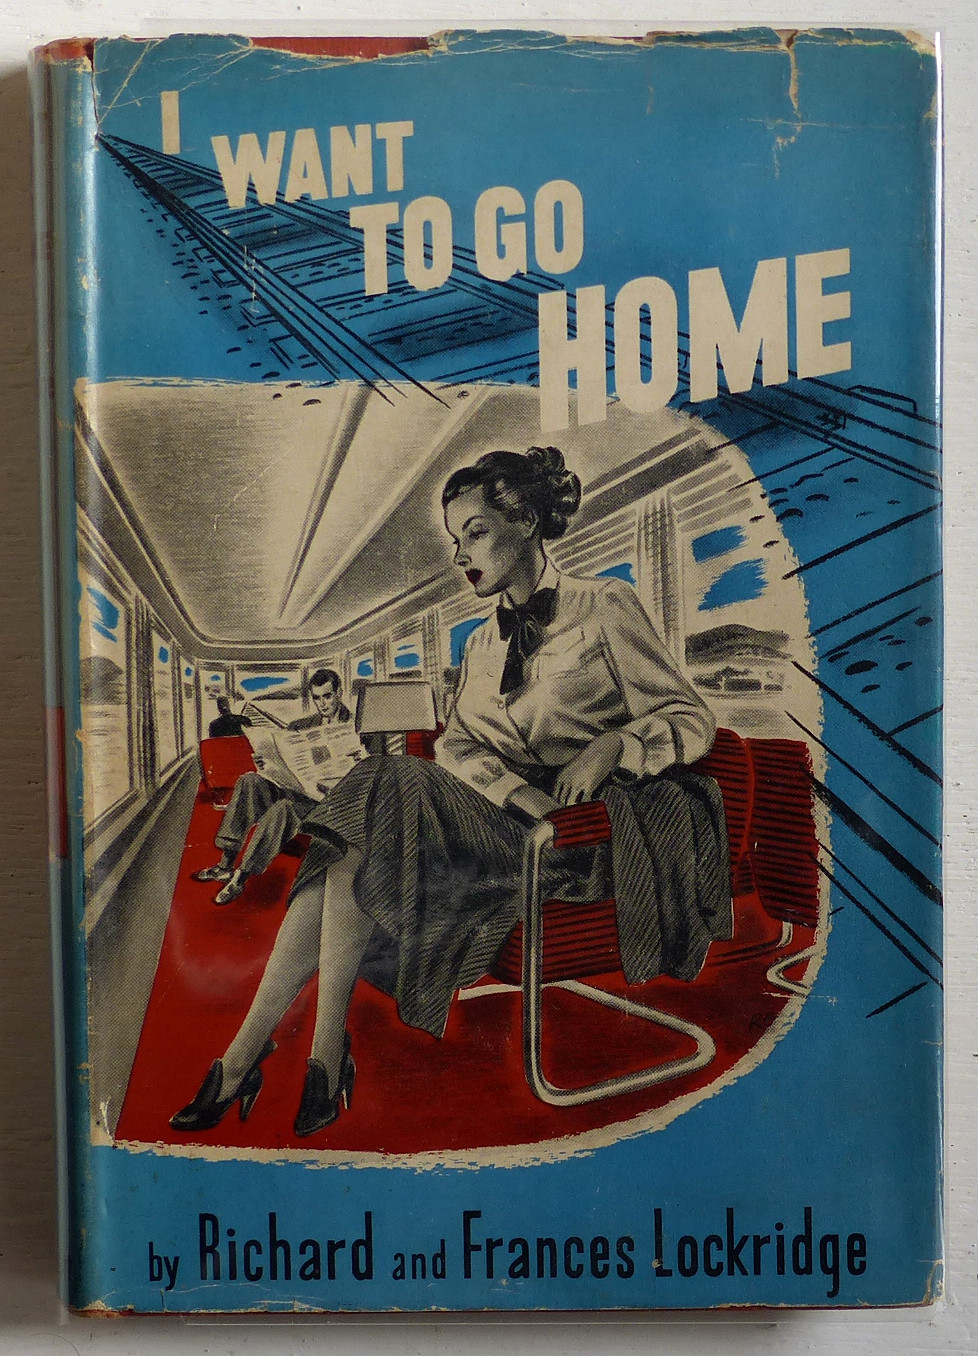 I
WANT
TO GO
HOME
by Richard and Frances Lockridge